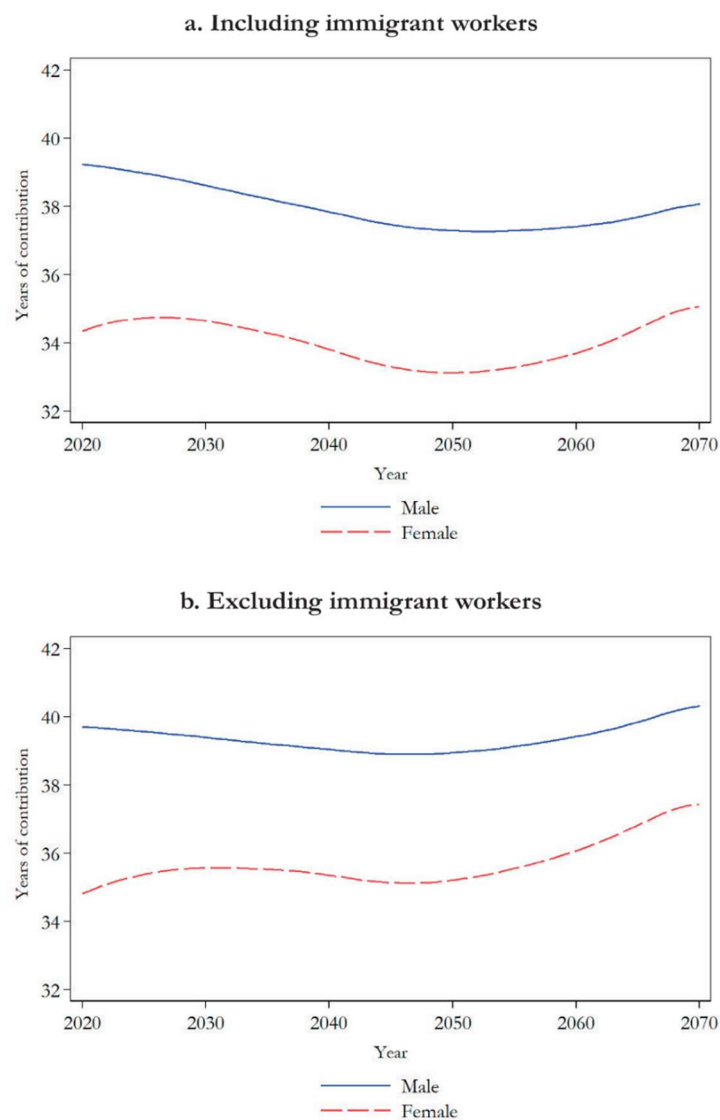 a. Including immigrant workers
42
40
38
36
34
32
Years of contribution
2020 2030 2040 2050 2060 2070
Year
Male
Female
b. Excluding immigrant workers
42
40
38
36
34
32
Years of contribution
2020 2030 2040 2050 2060 2070
Year
Male
Female